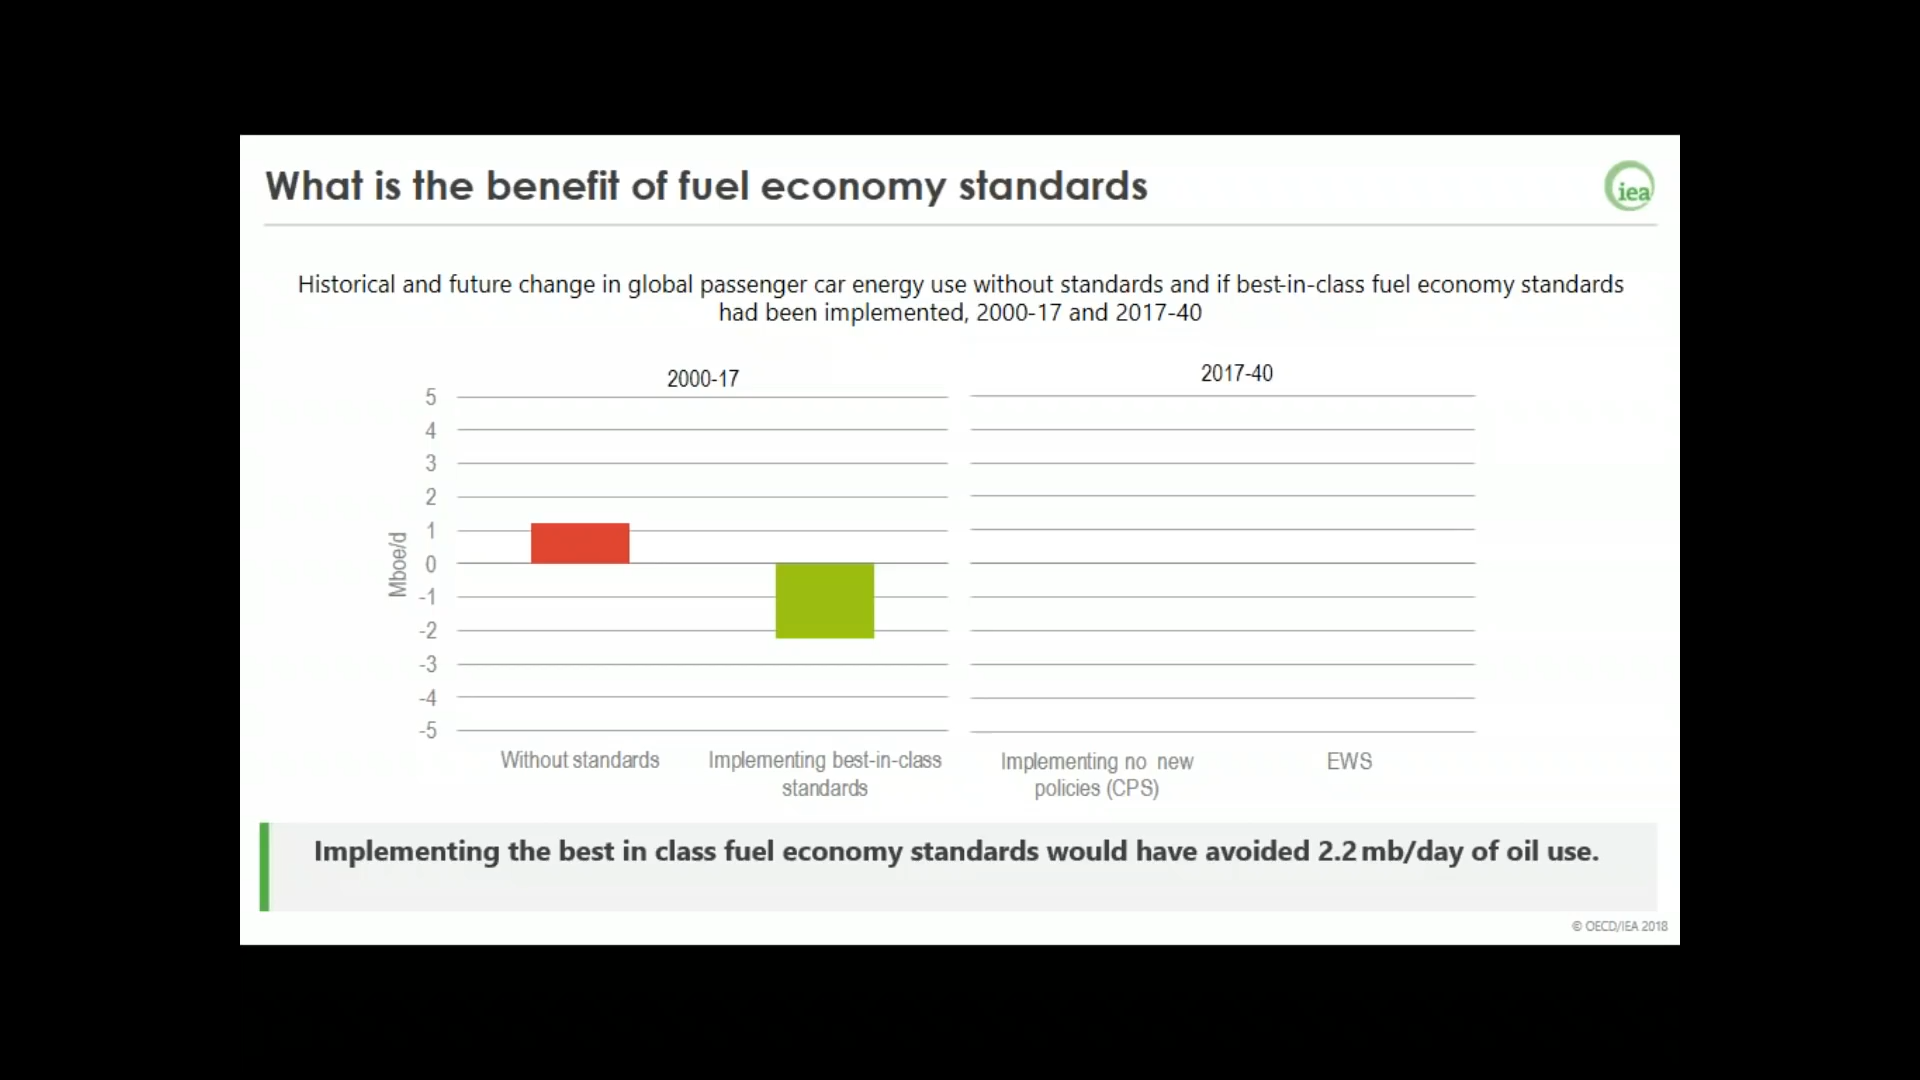 What is the benefit of fuel economy standards
iea
Historical and future change in global passenger car energy use without standards and if best-in-class fuel economy standards
had been implemented, 2000-17 and 2017-40
2000-17
2017-40
5
4
3
2
1
0
-1
-2
-3
-4
-5
Mboe/d
Without standards
Implementing best-in-class
standards
Implementing no new
policies (CPS)
EWS
Implementing the best in class fuel economy standards would have avoided 2.2 mb/day of oil use.
© OECD/IEA 2018